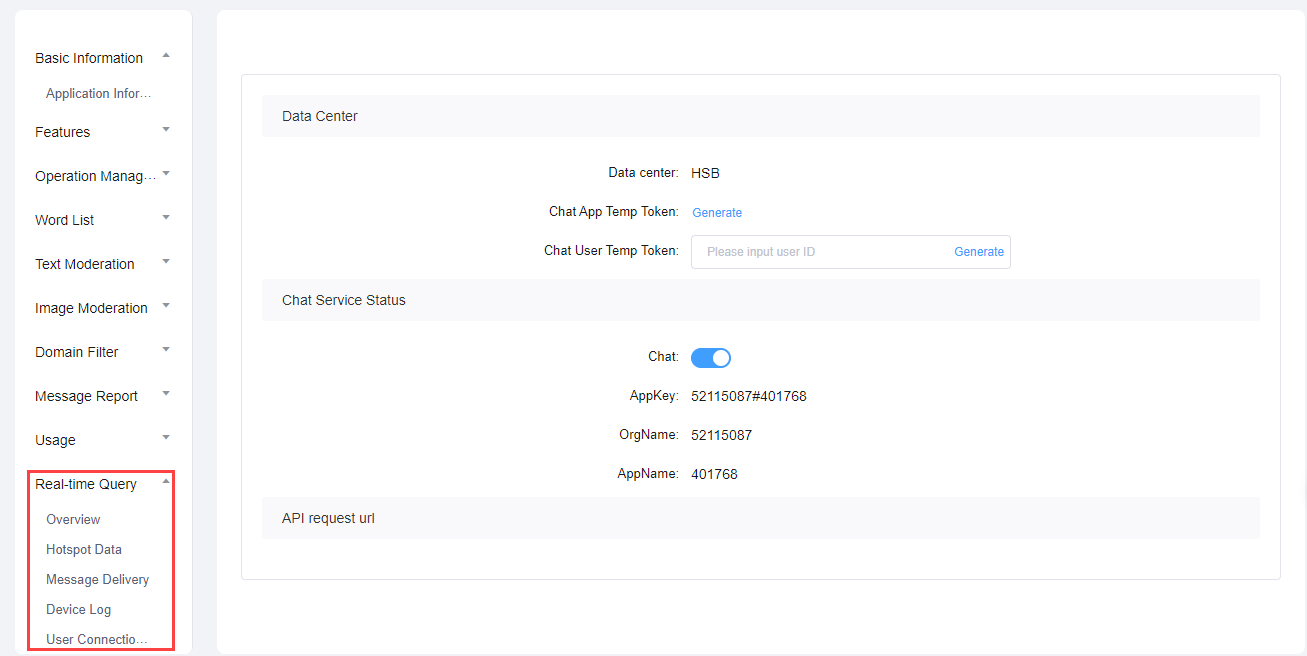 Basic Information
Application Infor...
Features
Operation Manag...
Word List
Text Moderation
Image Moderation
Domain Filter
Message Report
Usage
Real-time Query
Overview
Hotspot Data
Message Delivery
Device Log
User Connectio...
Data Center
Data center: HSB
Chat App Temp Token: Generate
Chat User Temp Token: Please input user ID Generate
Chat Service Status
Chat:
AppKey: 52115087#401768
OrgName: 52115087
AppName: 401768
API request url